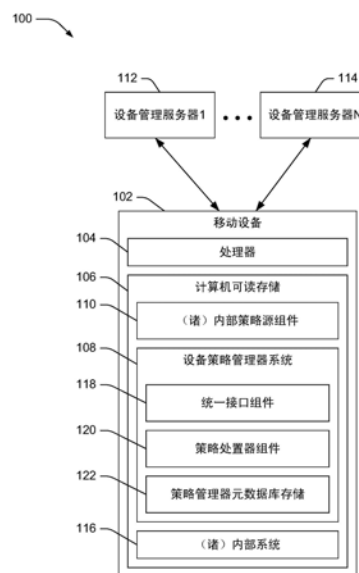 100
112
114
设备管理服务器1
● ● ●
设备管理服务器N
102
移动设备
104
处理器
106
计算机可读存储
110
（诸）内部策略源组件
108
设备策略管理器系统
118
统一接口组件
120
策略处置器组件
122
策略管理器元数据库存储
116
（诸）内部系统